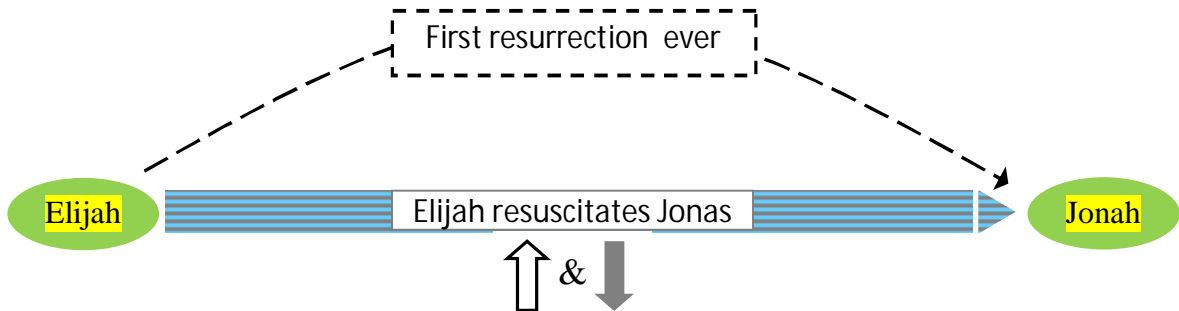 First resurrection ever
Elijah
Elijah resuscitates Jonas
Jonah
&